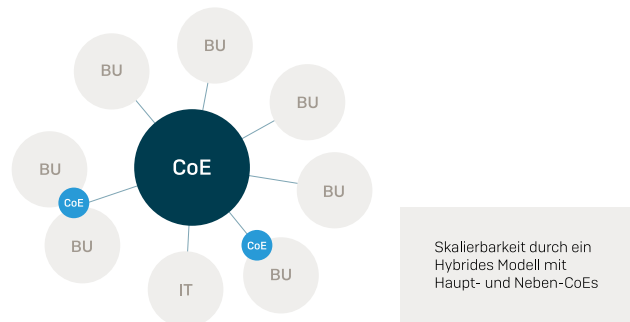 BU
BU
BU
CoE
BU
BU
CoE
BU
CoE
BU
IT
Skalierbarkeit durch ein
Hybrides Modell mit
Haupt- und Neben-CoEs